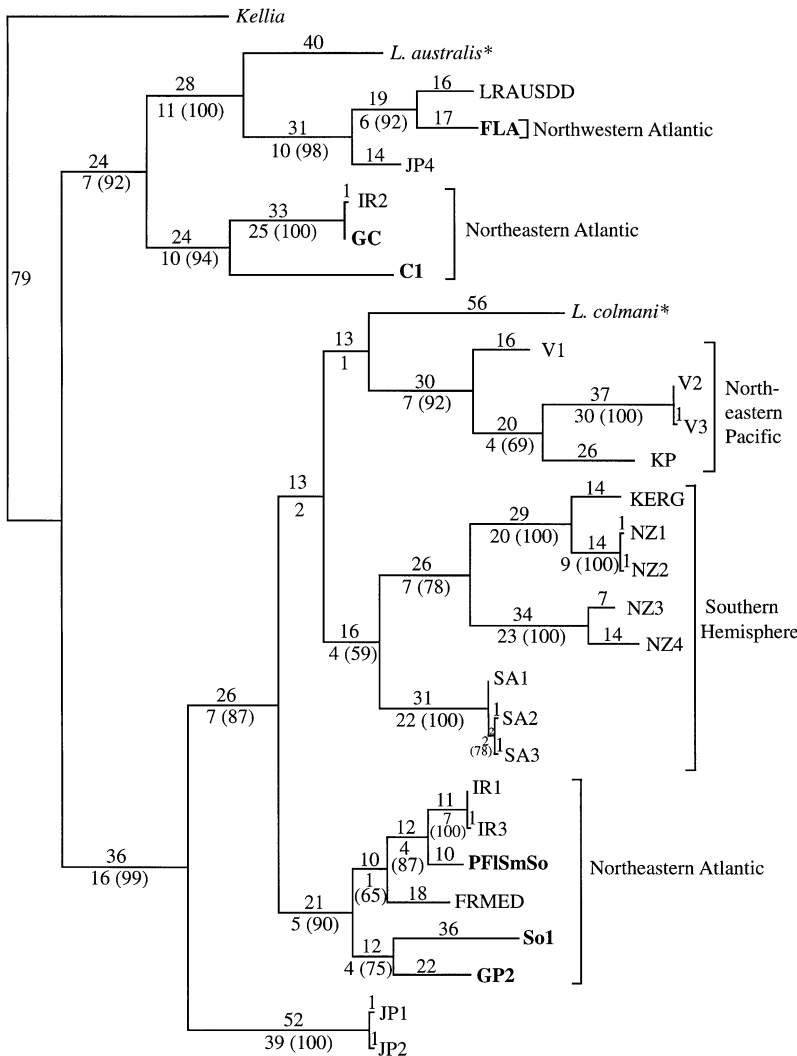 Kellia
40
L. australis*
28
11 (100)
16
LRAUSDD
19
6 (92)
17
FLA
Northwestern Atlantic
31
10 (98)
14
JP4
24
7 (92)
1
IR2
33
25 (100)
GC
Northeastern Atlantic
24
10 (94)
C1
79
56
L. colmani*
13
1
16
V1
30
7 (92)
37
30 (100)
V2
1
V3
North-
eastern
Pacific
20
4 (69)
26
KP
13
2
14
KERG
29
20 (100)
1
NZ1
14
9 (100)
1
NZ2
26
7 (78)
7
NZ3
34
23 (100)
14
NZ4
Southern
Hemisphere
16
4 (59)
SA1
31
22 (100)
1
SA2
2
2
(78)
1
SA3
26
7 (87)
IR1
11
7
(100)
1
IR3
12
4
(87)
10
PFlSmSo
10
1
(65)
18
FRMED
Northeastern Atlantic
36
16 (99)
21
5 (90)
36
So1
12
4 (75)
22
GP2
1
JP1
52
39 (100)
1
JP2